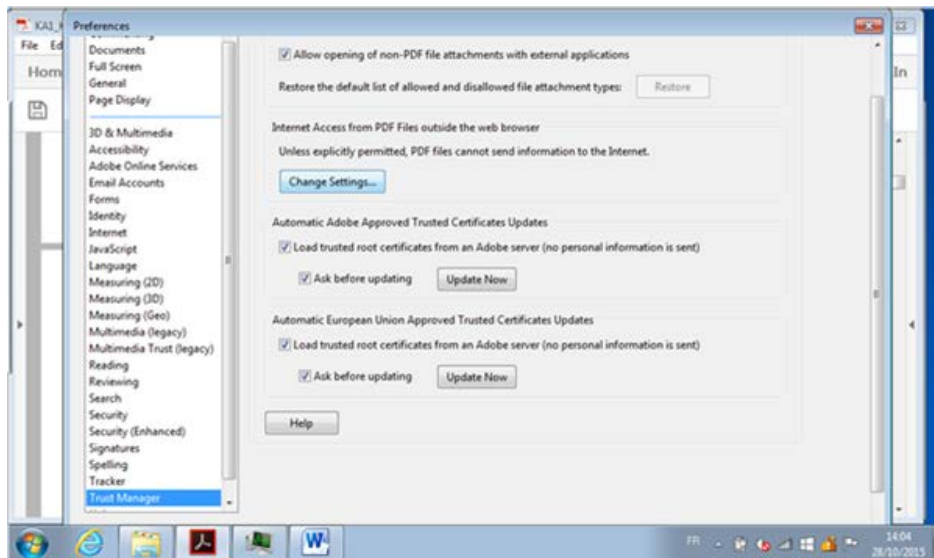 KA1_
Preferences
File Ed
Hom
In
Documents
Full Screen
General
Page Display
3D & Multimedia
Accessibility
Adobe Online Services
Email Accounts
Forms
Identity
Internet
JavaScript
Language
Measuring (2D)
Measuring (3D)
Measuring (Geo)
Multimedia (legacy)
Multimedia Trust (legacy)
Reading
Reviewing
Search
Security
Security (Enhanced)
Signatures
Spelling
Tracker
Trust Manager
Allow opening of non-PDF file attachments with external applications
Restore the default list of allowed and disallowed file attachment types: Restore
Internet Access from PDF Files outside the web browser
Unless explicitly permitted, PDF files cannot send information to the Internet.
Change Settings...
Automatic Adobe Approved Trusted Certificates Updates
Load trusted root certificates from an Adobe server (no personal information is sent)
Ask before updating Update Now
Automatic European Union Approved Trusted Certificates Updates
Load trusted root certificates from an Adobe server (no personal information is sent)
Ask before updating Update Now
Help
FR
14:04
28/10/2015